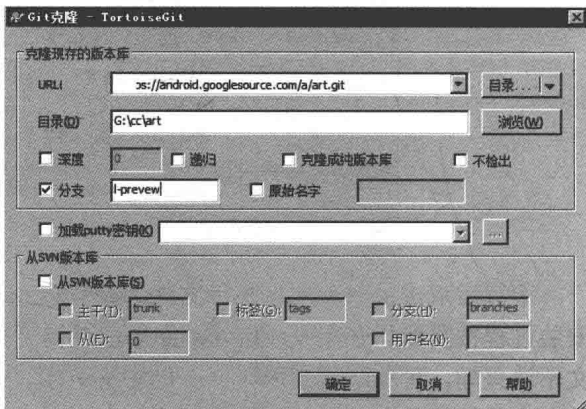 Git克隆 - TortoiseGit
克隆现存的版本库
URL: ps://android.googlesource.com/a/art.git 目录...
目录(D) G:\cc\art 浏览(W)
深度 0 递归 克隆成纯版本库 不检出
分支 l-prevew 原始名字
加载putty密钥(K) ...
从SVN版本库
从SVN版本库(S)
主干(T): trunk 标签(G): tags 分支(H): branches
从(F): 0 用户名(N):
确定 取消 帮助